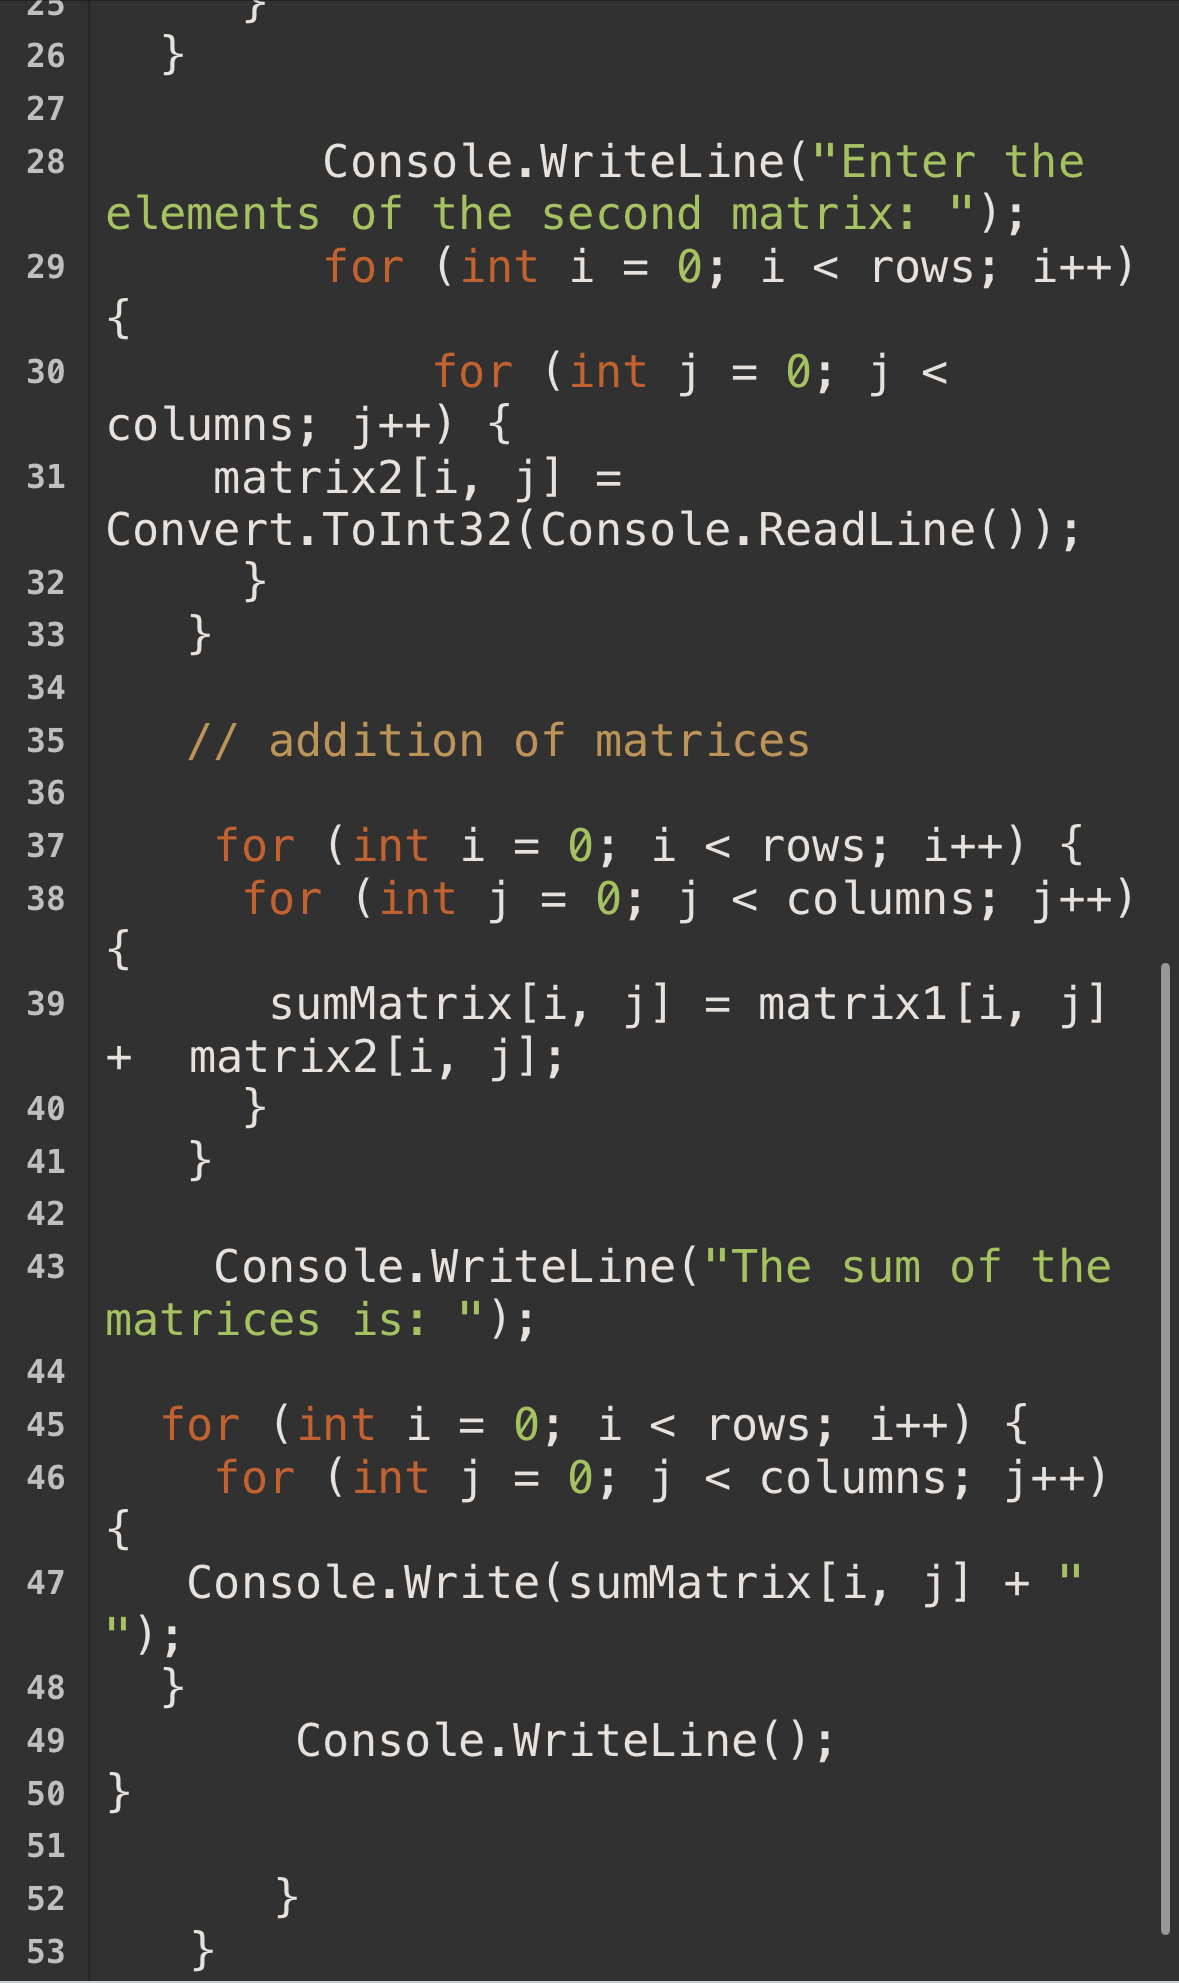 25 }
26 }
27
28 Console.WriteLine("Enter the
elements of the second matrix: ");
29 for (int i = 0; i < rows; i++)
{
30 for (int j = 0; j <
columns; j++) {
31 matrix2[i, j] =
Convert.ToInt32(Console.ReadLine());
32 }
33 }
34
35 // addition of matrices
36
37 for (int i = 0; i < rows; i++) {
38 for (int j = 0; j < columns; j++)
{
39 sumMatrix[i, j] = matrix1[i, j]
+  matrix2[i, j];
40 }
41 }
42
43 Console.WriteLine("The sum of the
matrices is: ");
44
45 for (int i = 0; i < rows; i++) {
46 for (int j = 0; j < columns; j++)
{
47 Console.Write(sumMatrix[i, j] + "
");
48 }
49 Console.WriteLine();
50 }
51
52 }
53 }